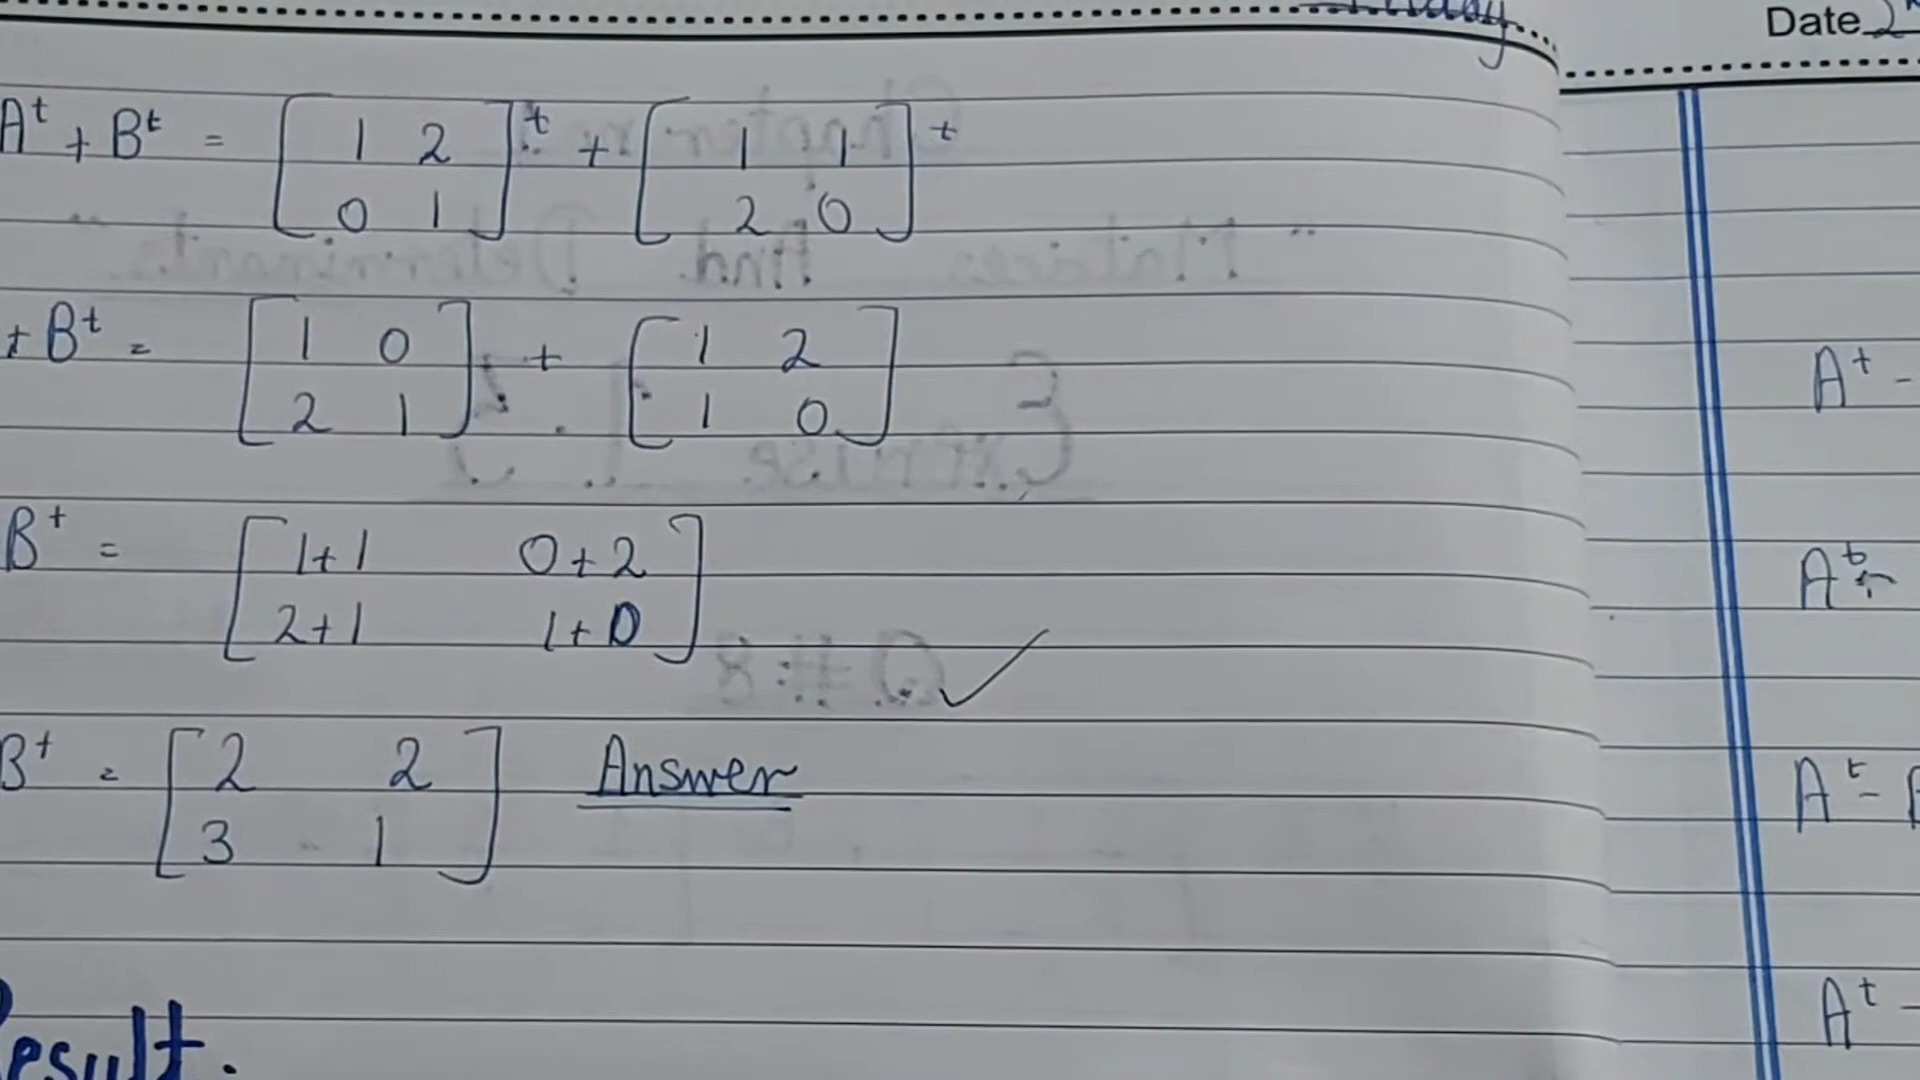 Date
A^t + B^t = [ 1 2 ]^t + [ 1 1 ]^t
[ 0 1 ] [ 2 0 ]
+ B^t = [ 1 0 ] + [ 1 2 ]
[ 2 1 ] [ 1 0 ]
B^t = [ 1+1 0+2 ]
[ 2+1 1+0 ]
B^t = [ 2 2 ] Answer
[ 3 1 ]
esult.
A^t -
A^t -
A^t -
A^t -